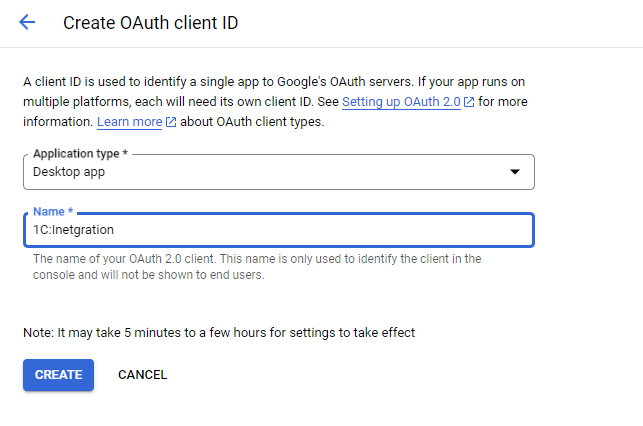 Create OAuth client ID
A client ID is used to identify a single app to Google's OAuth servers. If your app runs on
multiple platforms, each will need its own client ID. See Setting up OAuth 2.0 for more
information. Learn more about OAuth client types.
Application type *
Desktop app
Name *
1C:Inetgration
The name of your OAuth 2.0 client. This name is only used to identify the client in the
console and will not be shown to end users.
Note: It may take 5 minutes to a few hours for settings to take effect
CREATE CANCEL